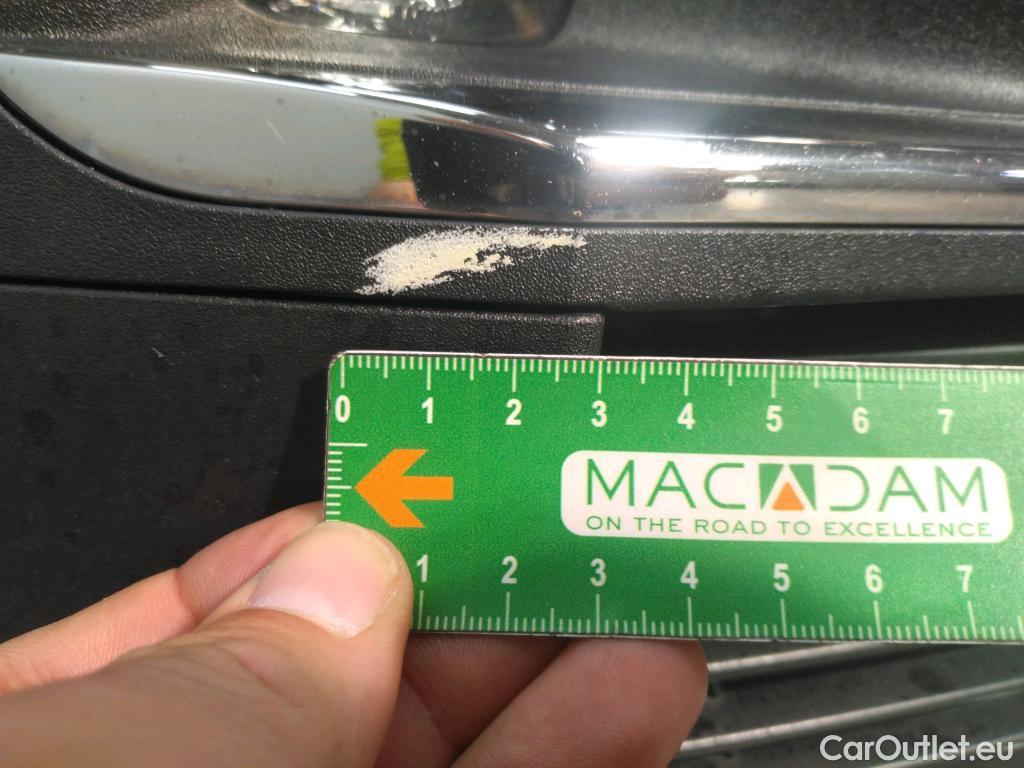 0 1 2 3 4 5 6 7
MACADAM
ON THE ROAD TO EXCELLENCE
1 2 3 4 5 6 7
CarOutlet.eu